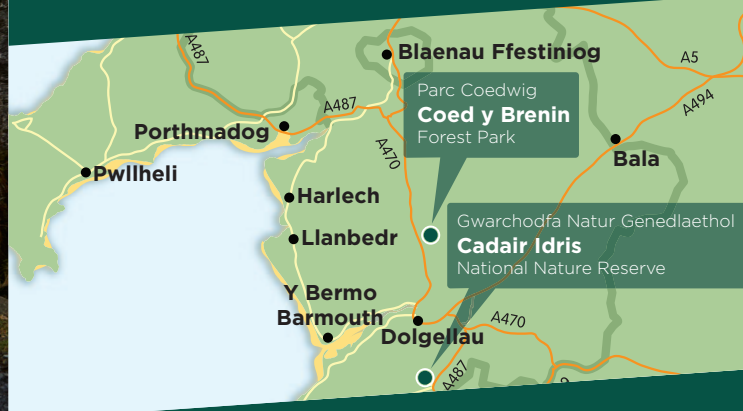 A487
Blaenau Ffestiniog
A5
Parc Coedwig
Coed y Brenin
Forest Park
A494
A487
Porthmadog
A470
Bala
Pwllheli
Harlech
Gwarchodfa Natur Genedlaethol
Cadair Idris
National Nature Reserve
Llanbedr
Y Bermo
Barmouth
A470
Dolgellau
A487